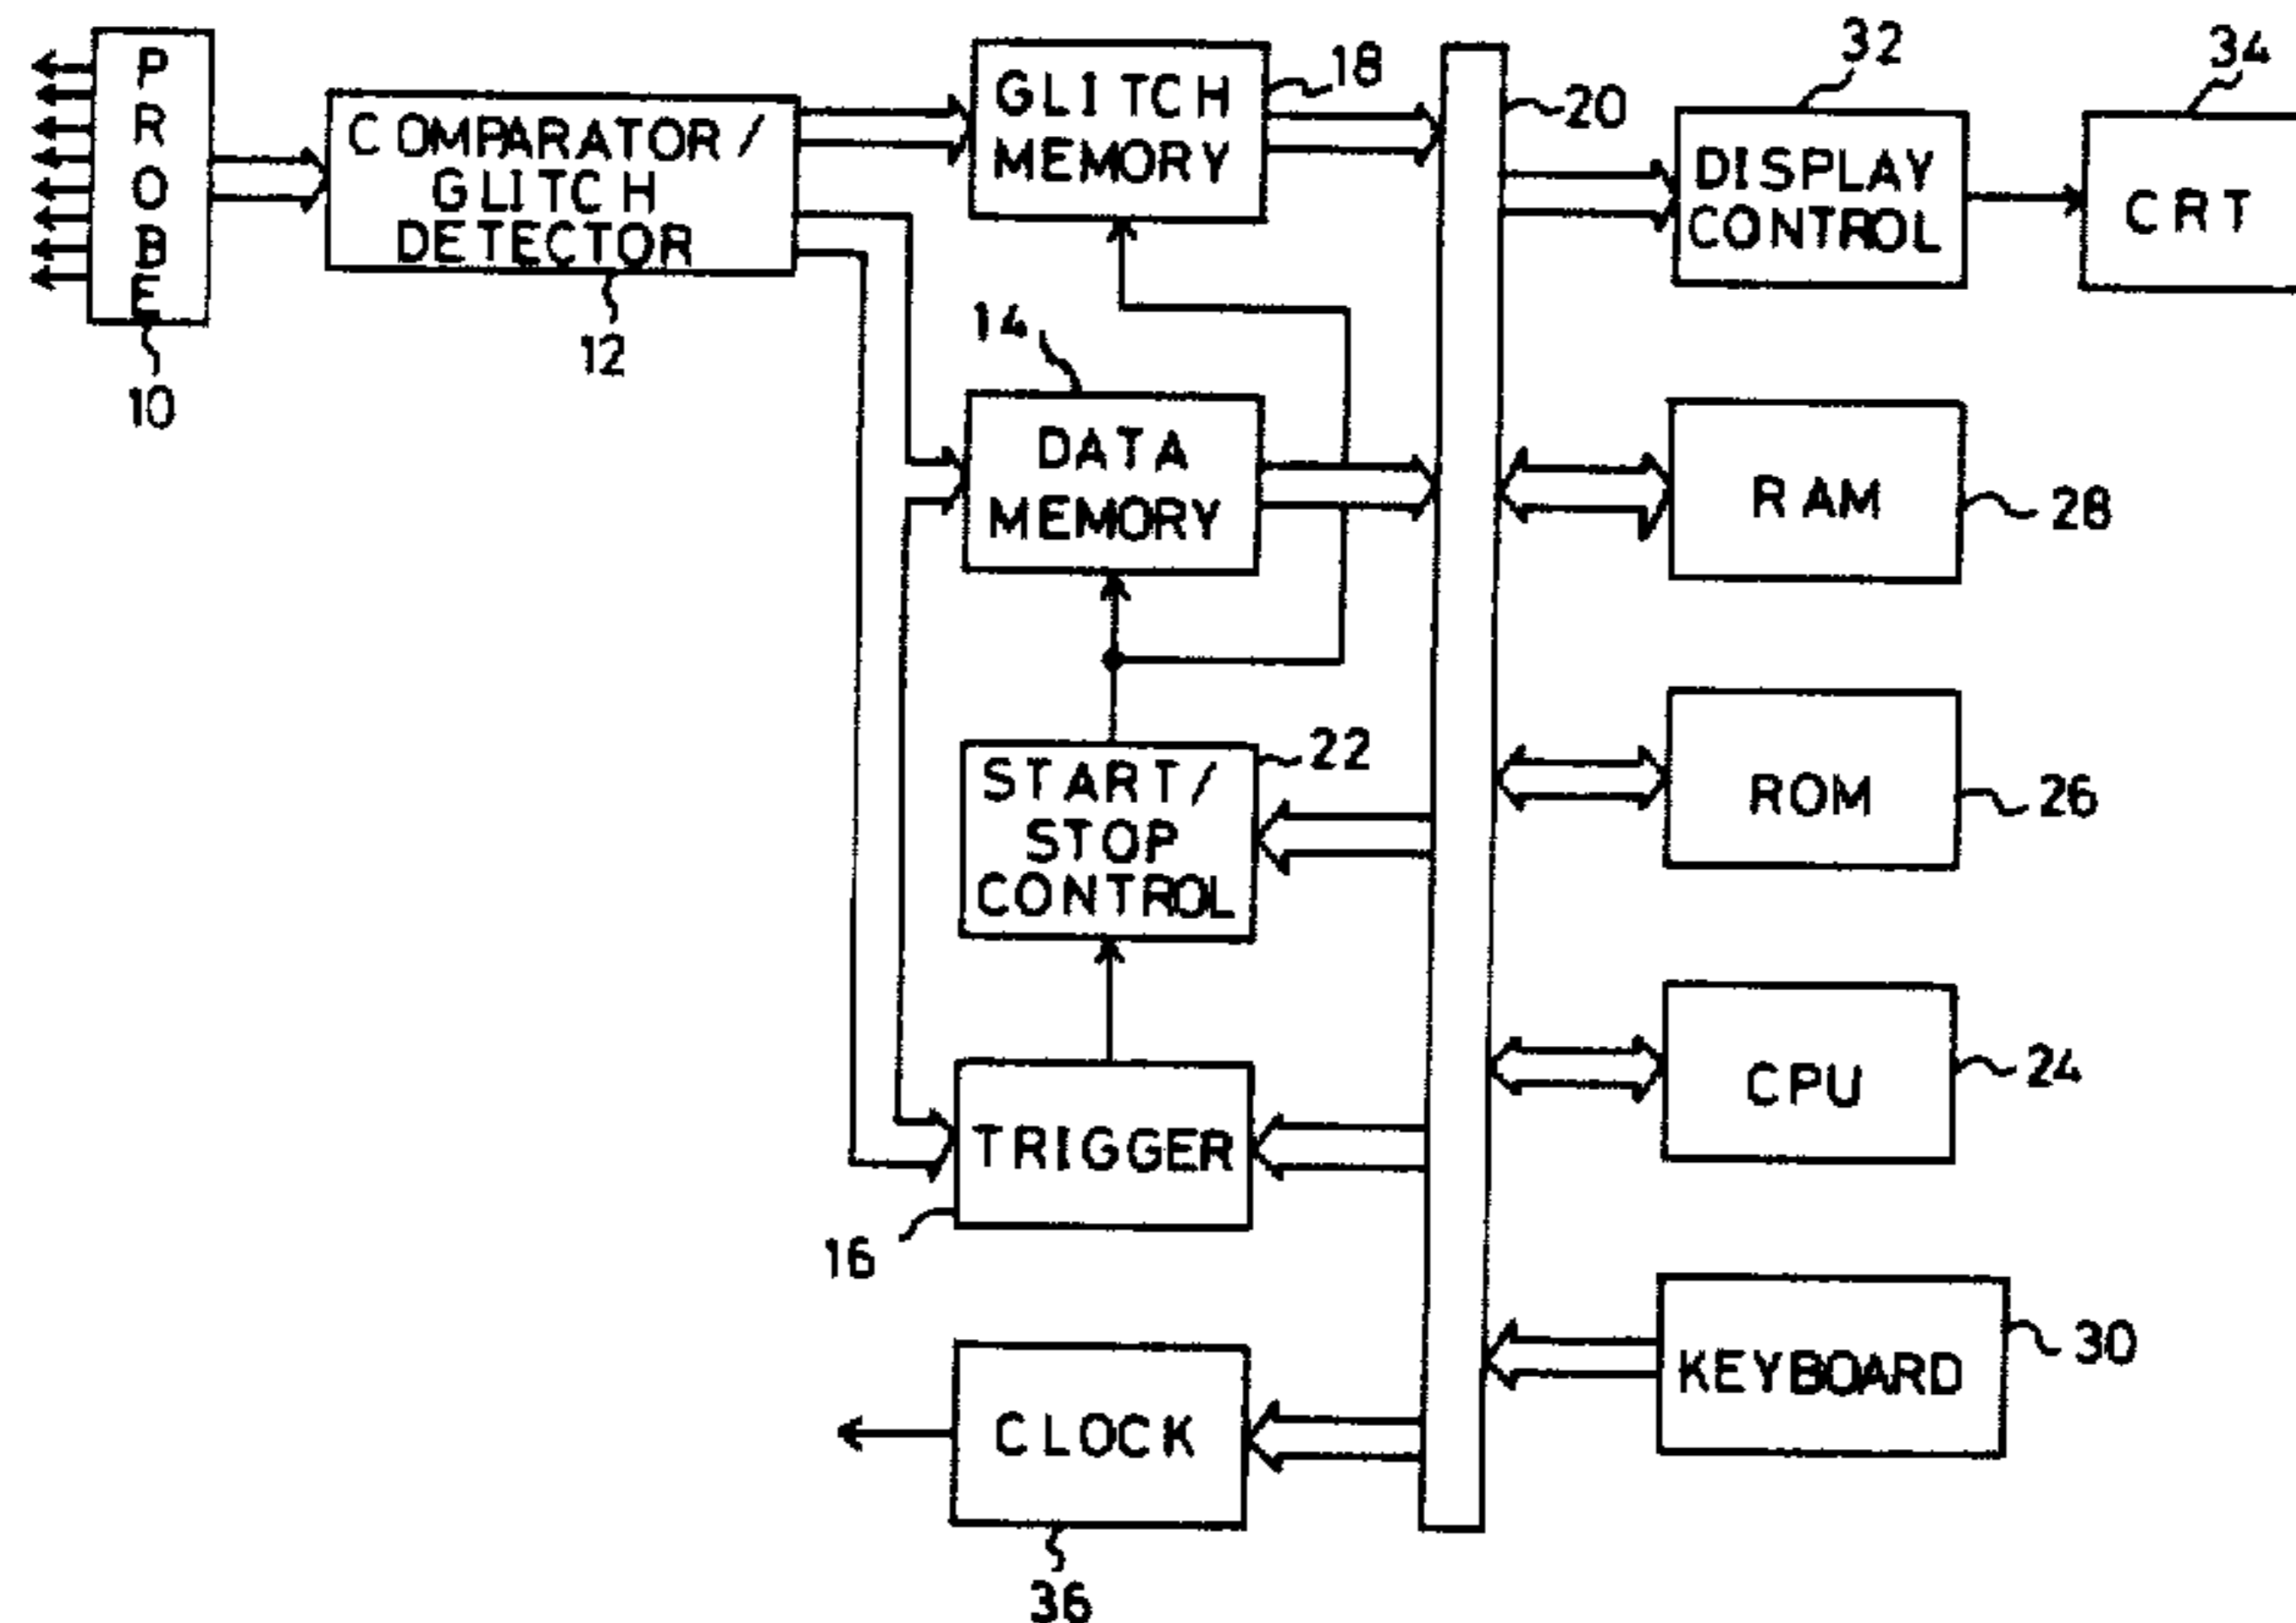 PROBE
10
COMPARATOR/
GLITCH
DETECTOR
12
GLITCH
MEMORY
18
20
DISPLAY
CONTROL
32
CRT
34
14
DATA
MEMORY
RAM
28
START/
STOP
CONTROL
22
ROM
26
TRIGGER
16
CPU
24
CLOCK
36
KEYBOARD
30